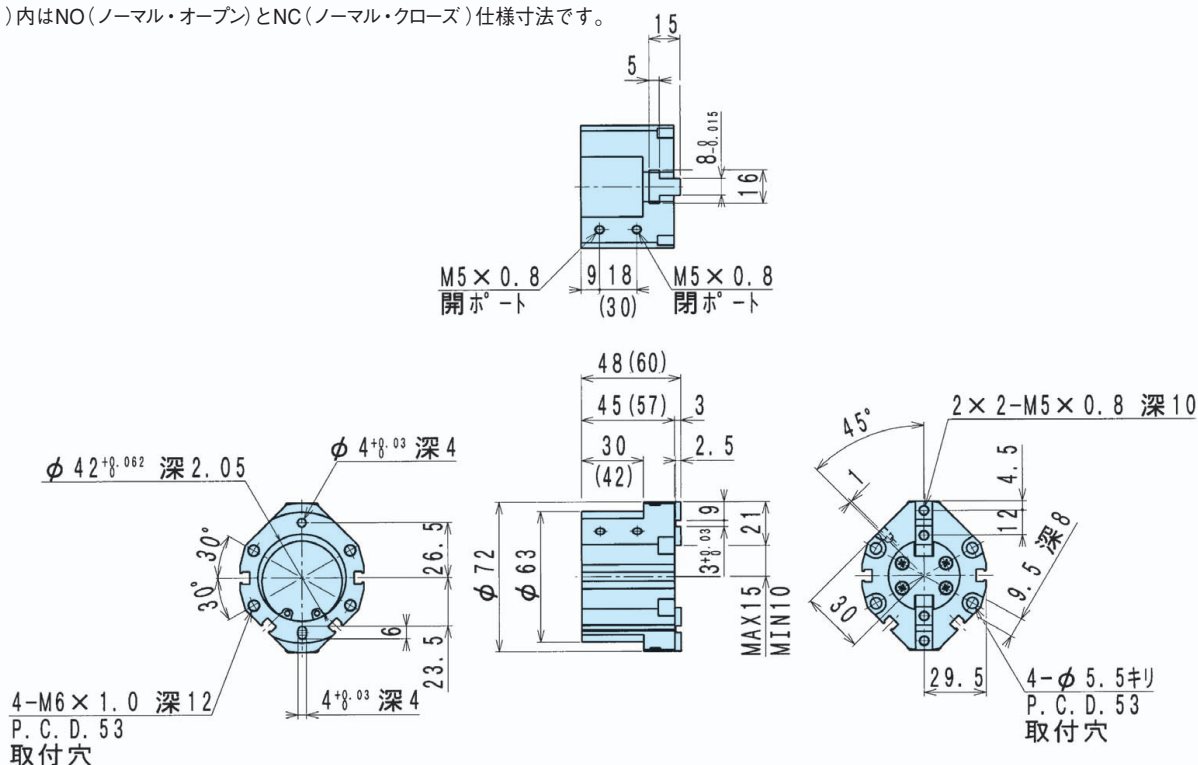 ）内はNO（ノーマル・オープン）とNC（ノーマル・クローズ）仕様寸法です。
15
5
8-0.015
16
M5×0.8
開ポート
9
18
(30)
M5×0.8
閉ポート
48(60)
45(57)
3
30
(42)
2.5
φ72
φ63
9
21
3+0.03
MAX15
MIN10
φ4+0.03 深4
φ42+0.062 深2.05
30°
30°
26.5
6
23.5
4-M6×1.0 深12
P.C.D.53
取付穴
4+0.03 深4
45°
1
2×2-M5×0.8 深10
4.5
12
深8
9.5
30
29.5
4-φ5.5キリ
P.C.D.53
取付穴